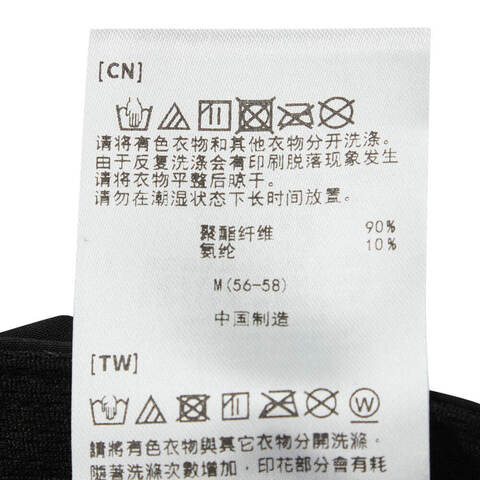 [CN]
请将有色衣物和其他衣物分开洗涤。
由于反复洗涤会有印刷脱落现象发生
请将衣物平整后晾干。
请勿在潮湿状态下长时间放置。
聚酯纤维 90%
氨纶 10%
M(56-58)
中国制造
[TW]
W
請將有色衣物與其它衣物分開洗滌，
隨著洗滌次數增加，印花部分會有耗